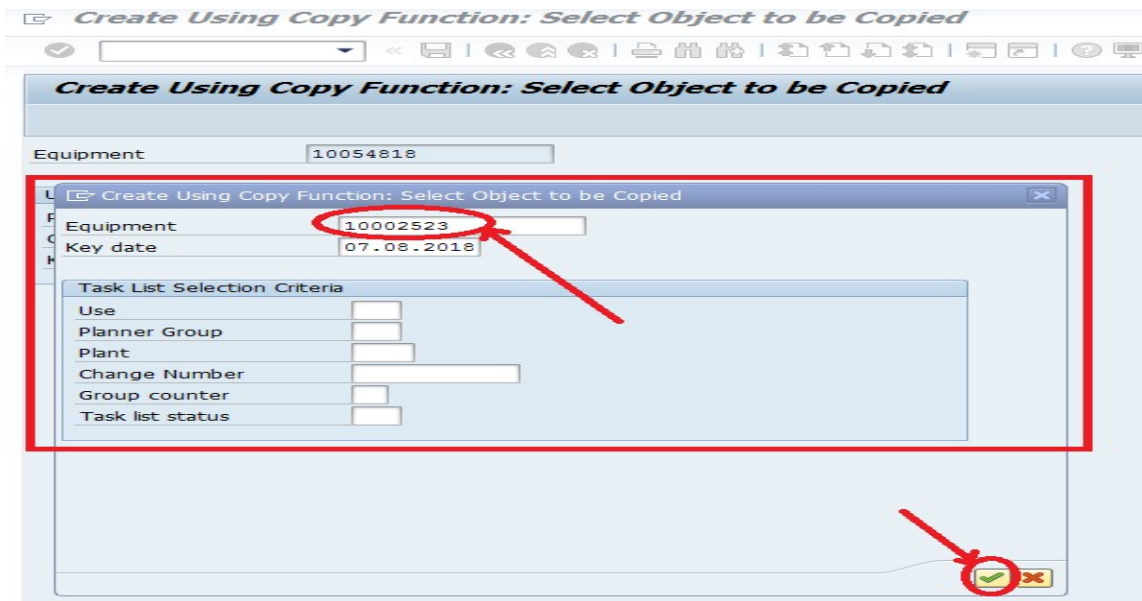 Create Using Copy Function: Select Object to be Copied
Create Using Copy Function: Select Object to be Copied
Equipment 10054818
Create Using Copy Function: Select Object to be Copied
Equipment 10002523
Key date 07.08.2018
Task List Selection Criteria
Use
Planner Group
Plant
Change Number
Group counter
Task list status